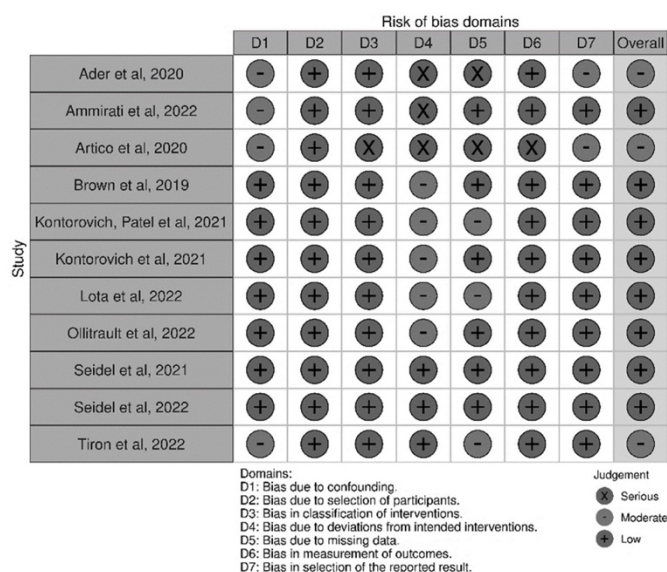 Risk of bias domains
D1 D2 D3 D4 D5 D6 D7 Overall
Study
Ader et al, 2020 - + + X X + - -
Ammirati et al, 2022 - + + X + + + +
Artico et al, 2020 - + X X X X - -
Brown et al, 2019 + + + - + + + +
Kontorovich, Patel et al, 2021 + + + - - + + +
Kontorovich et al, 2021 + + + - + + + +
Lota et al, 2022 + + + - - + + +
Ollitrault et al, 2022 + + + - + + + +
Seidel et al, 2021 + + + + + + + +
Seidel et al, 2022 + + + + + + + +
Tiron et al, 2022 - + + + - + + -
Domains:
D1: Bias due to confounding.
D2: Bias due to selection of participants.
D3: Bias in classification of interventions.
D4: Bias due to deviations from intended interventions.
D5: Bias due to missing data.
D6: Bias in measurement of outcomes.
D7: Bias in selection of the reported result.
Judgement
X Serious
- Moderate
+ Low